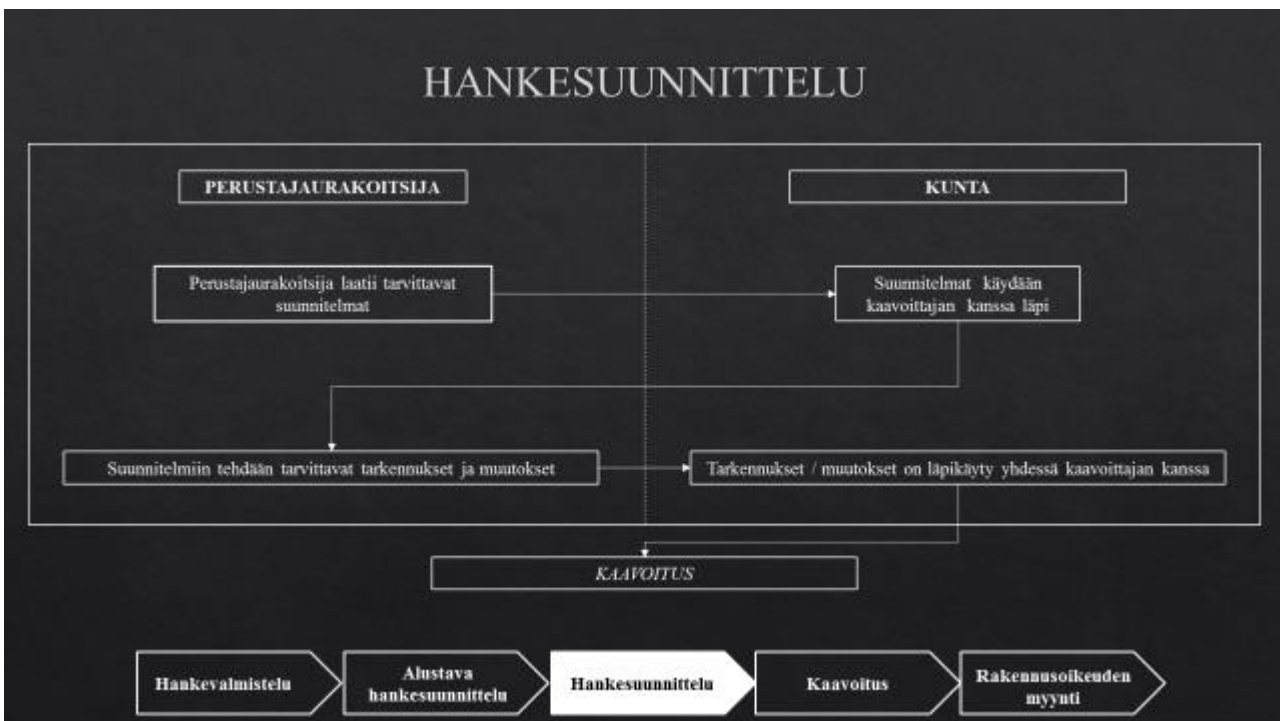 HANKESUUNNITTELU
PERUSTAJAURAKOITSIJA
KUNTA
Perustajaurakoitsija laatii tarvittavat
suunnitelmat
Suunnitelmat käydään
kaavoittajan kanssa läpi
Suunnitelmiin tehdään tarvittavat tarkennukset ja muutokset
Tarkennukset / muutokset on läpikäyty yhdessä kaavoittajan kanssa
KAAVOITUS
Hankevalmistelu
Alustava
hankesuunnittelu
Hankesuunnittelu
Kaavoitus
Rakennusoikeuden
myynti